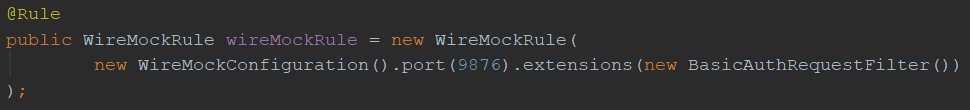 @Rule
public WireMockRule wireMockRule = new WireMockRule(
        new WireMockConfiguration().port(9876).extensions(new BasicAuthRequestFilter())
);